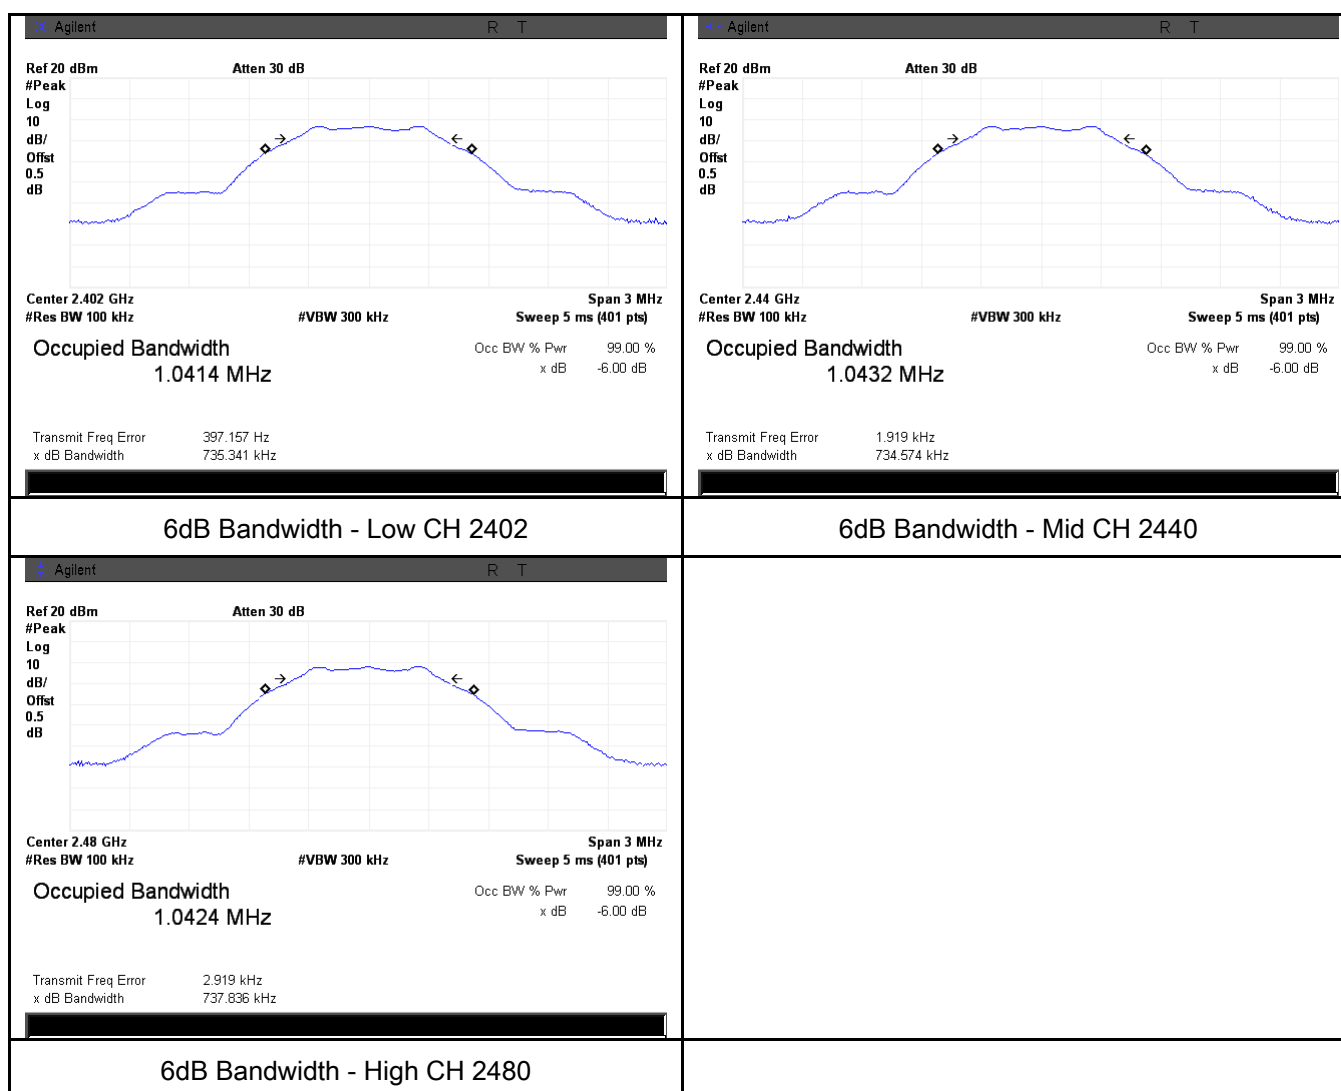 Agilent R T
Ref 20 dBm Atten 30 dB
#Peak
Log
10
dB/
Offst
0.5
dB
Center 2.402 GHz Span 3 MHz
#Res BW 100 kHz #VBW 300 kHz Sweep 5 ms (401 pts)
Occupied Bandwidth Occ BW % Pwr 99.00 %
1.0414 MHz x dB -6.00 dB
Transmit Freq Error 397.157 Hz
x dB Bandwidth 735.341 kHz
6dB Bandwidth - Low CH 2402
Agilent R T
Ref 20 dBm Atten 30 dB
#Peak
Log
10
dB/
Offst
0.5
dB
Center 2.44 GHz Span 3 MHz
#Res BW 100 kHz #VBW 300 kHz Sweep 5 ms (401 pts)
Occupied Bandwidth Occ BW % Pwr 99.00 %
1.0432 MHz x dB -6.00 dB
Transmit Freq Error 1.919 kHz
x dB Bandwidth 734.574 kHz
6dB Bandwidth - Mid CH 2440
Agilent R T
Ref 20 dBm Atten 30 dB
#Peak
Log
10
dB/
Offst
0.5
dB
Center 2.48 GHz Span 3 MHz
#Res BW 100 kHz #VBW 300 kHz Sweep 5 ms (401 pts)
Occupied Bandwidth Occ BW % Pwr 99.00 %
1.0424 MHz x dB -6.00 dB
Transmit Freq Error 2.919 kHz
x dB Bandwidth 737.836 kHz
6dB Bandwidth - High CH 2480